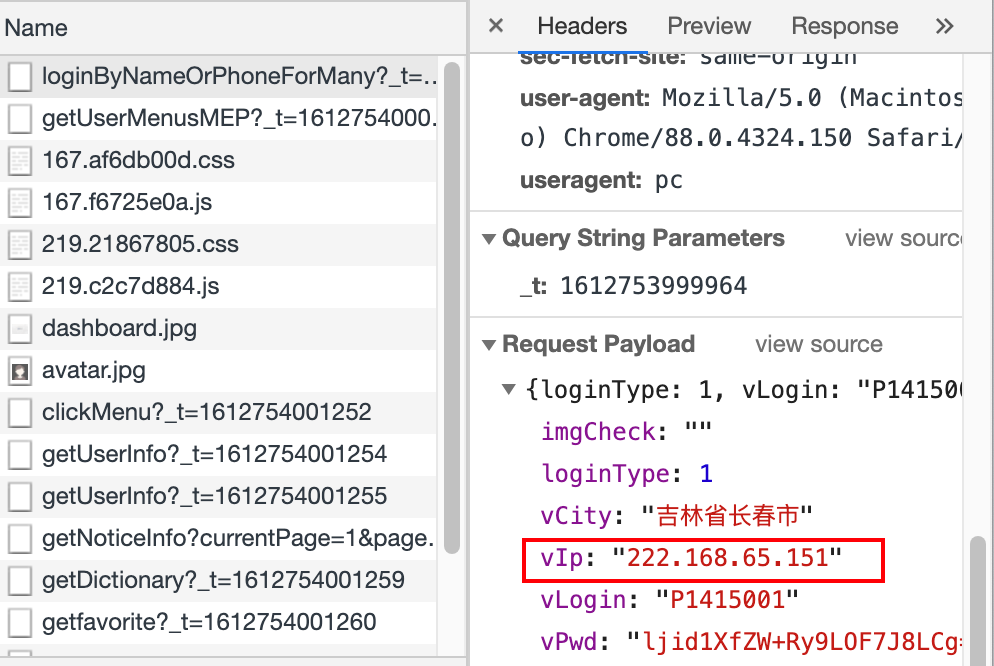 Name
loginByNameOrPhoneForMany?_t=...
getUserMenusMEP?_t=1612754000.
167.af6db00d.css
167.f6725e0a.js
219.21867805.css
219.c2c7d884.js
dashboard.jpg
avatar.jpg
clickMenu?_t=1612754001252
getUserInfo?_t=1612754001254
getUserInfo?_t=1612754001255
getNoticeInfo?currentPage=1&page.
getDictionary?_t=1612754001259
getfavorite?_t=1612754001260
× Headers Preview Response »
sec-fetch-site: same-origin
user-agent: Mozilla/5.0 (Macintos
o) Chrome/88.0.4324.150 Safari/
useragent: pc
Query String Parameters view sourc
_t: 1612753999964
Request Payload view source
{loginType: 1, vLogin: "P14150
imgCheck: ""
loginType: 1
vCity: "吉林省长春市"
vIp: "222.168.65.151"
vLogin: "P1415001"
vPwd: "ljid1XfZW+Ry9LOF7J8LCg=